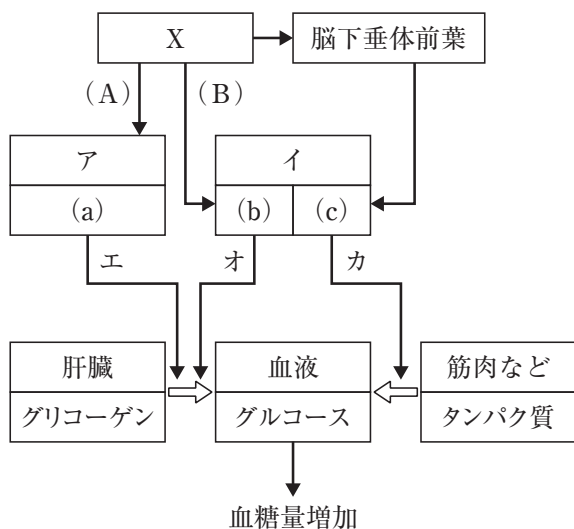 X
脳下垂体前葉
(A)
(B)
ア
イ
(a)
(b)
(c)
エ
オ
カ
肝臓
血液
筋肉など
グリコーゲン
グルコース
タンパク質
血糖量増加